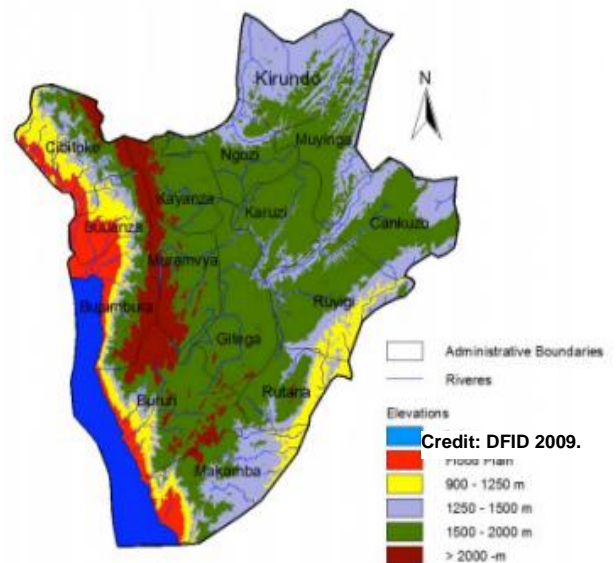 Kirundo
N
Cibitoke
Muyinga
Ngozi
Kayanza
Karuzi
Cankuzo
Bubanza
Muramvya
Ruyigi
Bujumbura
Gitega
Administrative Boundaries
Riveres
Rutana
Bururi
Elevations
Credit: DFID 2009.
Flood Plain
Makamba
900 - 1250 m
1250 - 1500 m
1500 - 2000 m
> 2000 -m